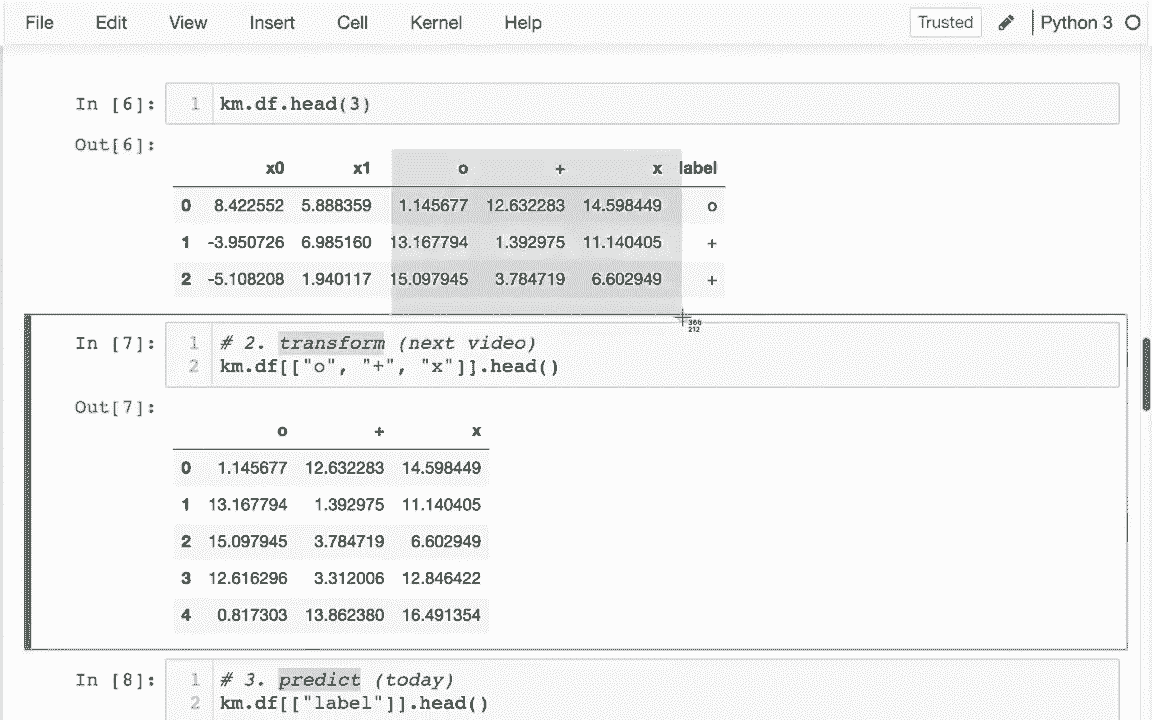 File Edit View Insert Cell Kernel Help Trusted Python 3
In [6]: 1 km.df.head(3)
Out[6]:
x0 x1 o + x label
0 8.422552 5.888359 1.145677 12.632283 14.598449 o
1 -3.950726 6.985160 13.167794 1.392975 11.140405 +
2 -5.108208 1.940117 15.097945 3.784719 6.602949 +
In [7]: 1 # 2. transform (next video)
2 km.df[["o", "+", "x"]].head()
Out[7]:
o + x
0 1.145677 12.632283 14.598449
1 13.167794 1.392975 11.140405
2 15.097945 3.784719 6.602949
3 12.616296 3.312006 12.846422
4 0.817303 13.862380 16.491354
In [8]: 1 # 3. predict (today)
2 km.df[["label"]].head()